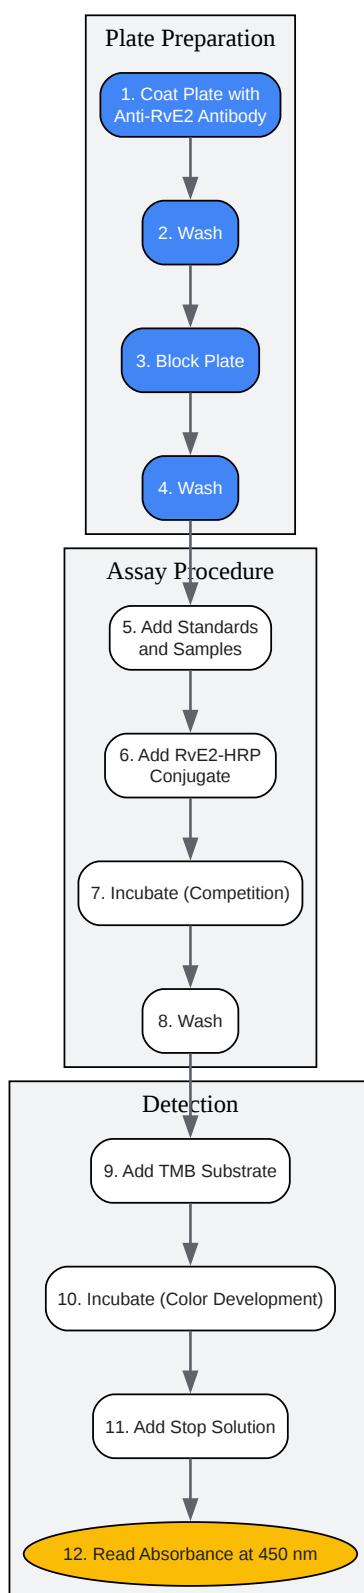 Plate Preparation
1. Coat Plate with
Anti-RvE2 Antibody
2. Wash
3. Block Plate
4. Wash
Assay Procedure
5. Add Standards
and Samples
6. Add RvE2-HRP
Conjugate
7. Incubate (Competition)
8. Wash
Detection
9. Add TMB Substrate
10. Incubate (Color Development)
11. Add Stop Solution
12. Read Absorbance at 450 nm